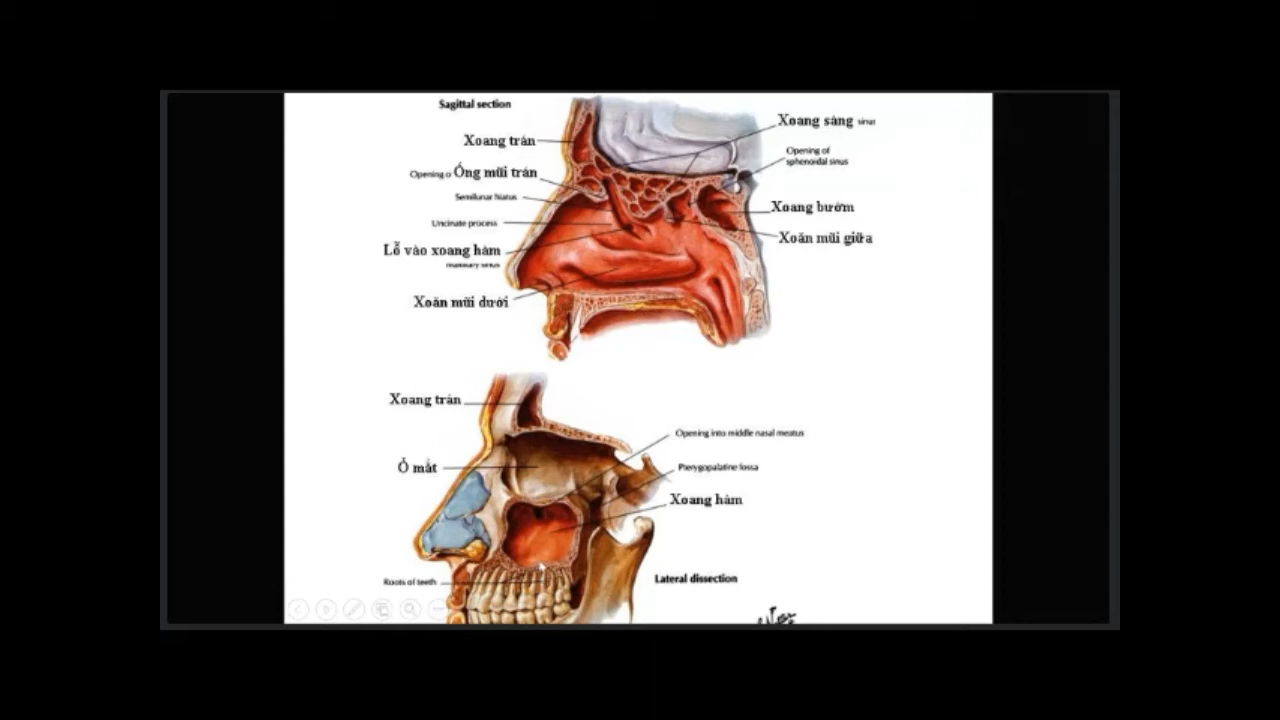 Sagittal section
Xoang trán
Opening o Ống mũi trán
Semilunar hiatus
Uncinate process
Lỗ vào xoang hàm
maxillary sinus
Xoăn mũi dưới
Xoang sàng sinus
Opening of
sphenoidal sinus
Xoang bướm
Xoăn mũi giữa
Xoang trán
Ổ mắt
Roots of teeth
Opening into middle nasal meatus
Pterygopalatine fossa
Xoang hàm
Lateral dissection